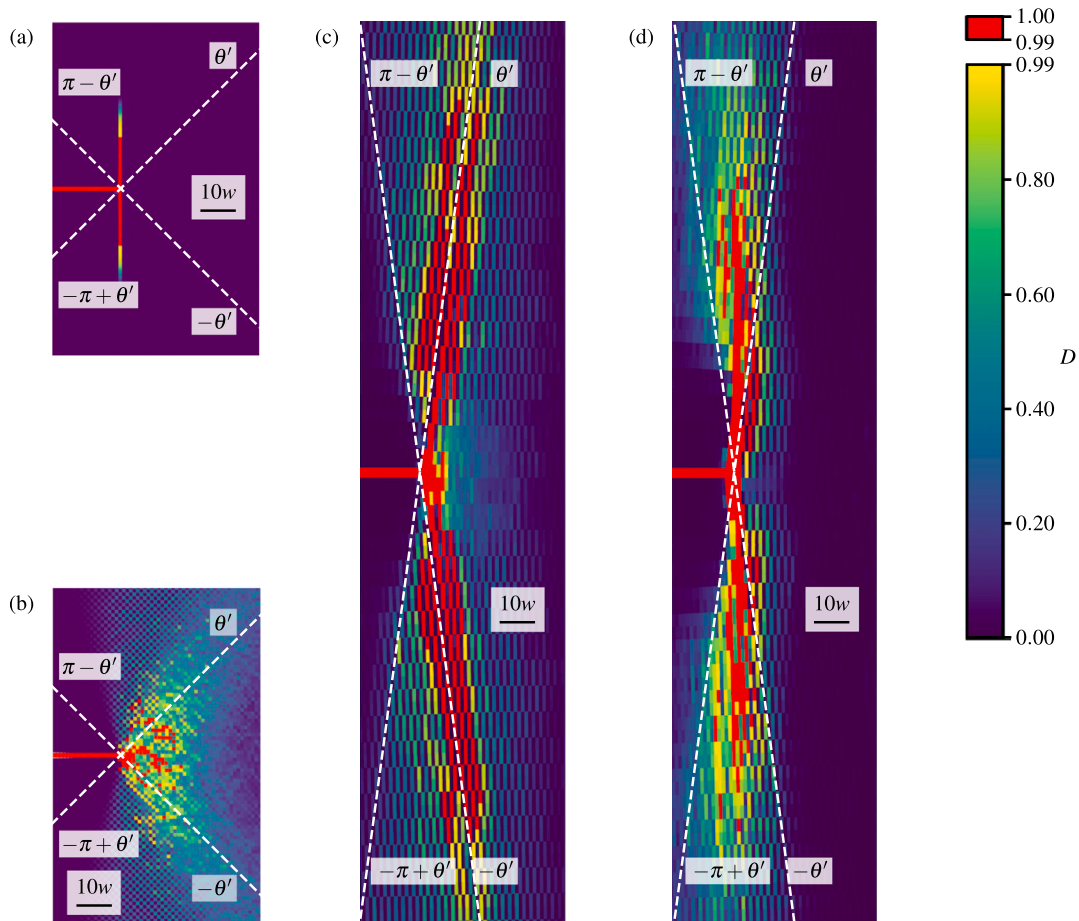 (a)
θ′
π − θ′
10w
−π + θ′
−θ′
(b)
θ′
π − θ′
−π + θ′
10w
−θ′
(c)
π − θ′
θ′
10w
−π + θ′
−θ′
(d)
π − θ′
θ′
10w
−π + θ′
−θ′
1.00
0.99
0.99
0.80
0.60
D
0.40
0.20
0.00